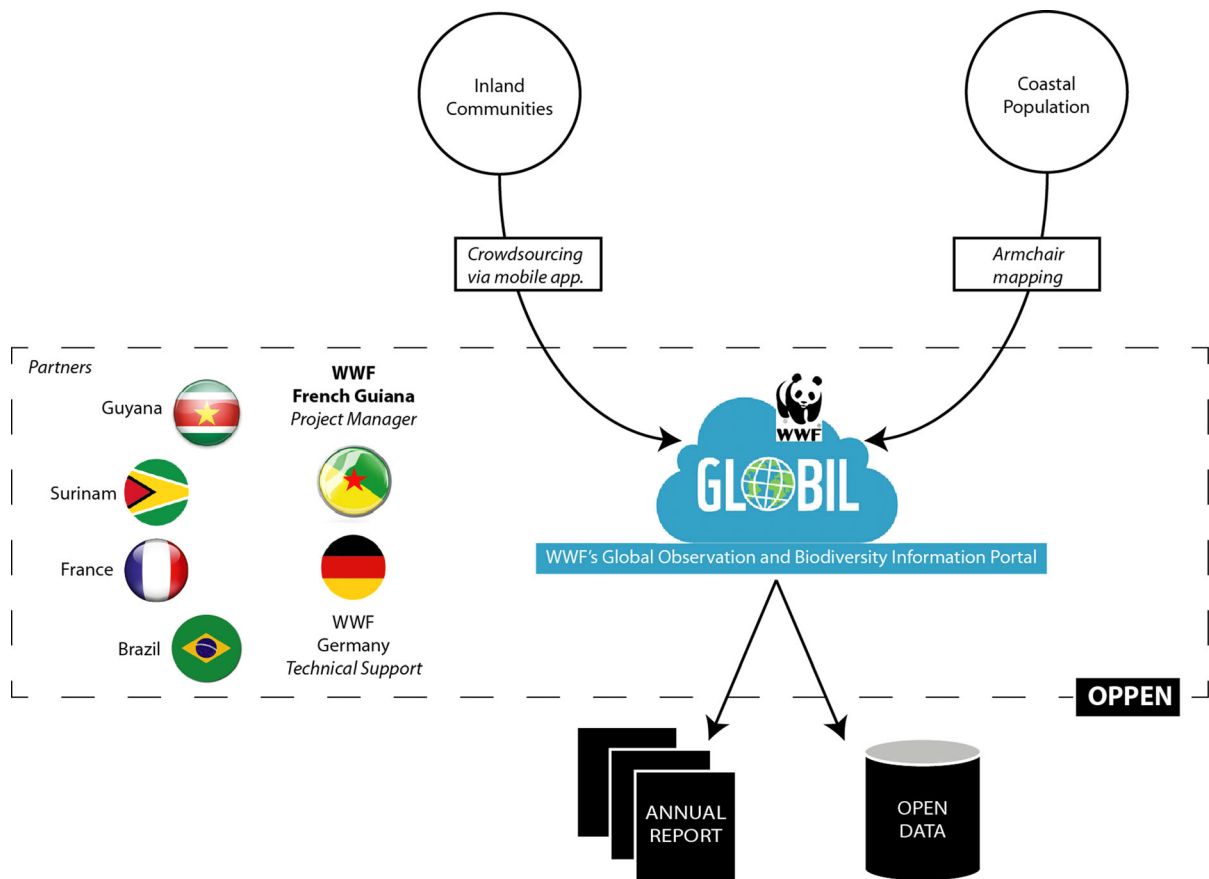 Inland
Communities
Coastal
Population
Crowdsourcing
via mobile app.
Armchair
mapping
Partners
Guyana
Surinam
France
Brazil
WWF
French Guiana
Project Manager
WWF
Germany
Technical Support
WWF
GLOBIL
WWF's Global Observation and Biodiversity Information Portal
OPPEN
ANNUAL
REPORT
OPEN
DATA